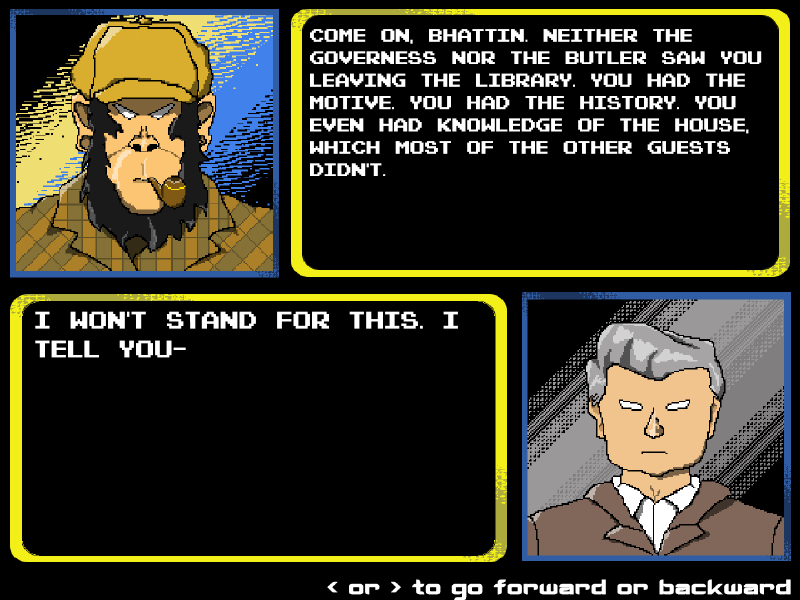 COME ON, BHATTIN. NEITHER THE
GOVERNESS NOR THE BUTLER SAW YOU
LEAVING THE LIBRARY. YOU HAD THE
MOTIVE. YOU HAD THE HISTORY. YOU
EVEN HAD KNOWLEDGE OF THE HOUSE,
WHICH MOST OF THE OTHER GUESTS
DIDN'T.
I WON'T STAND FOR THIS. I
TELL YOU-
< or > to go forward or backward